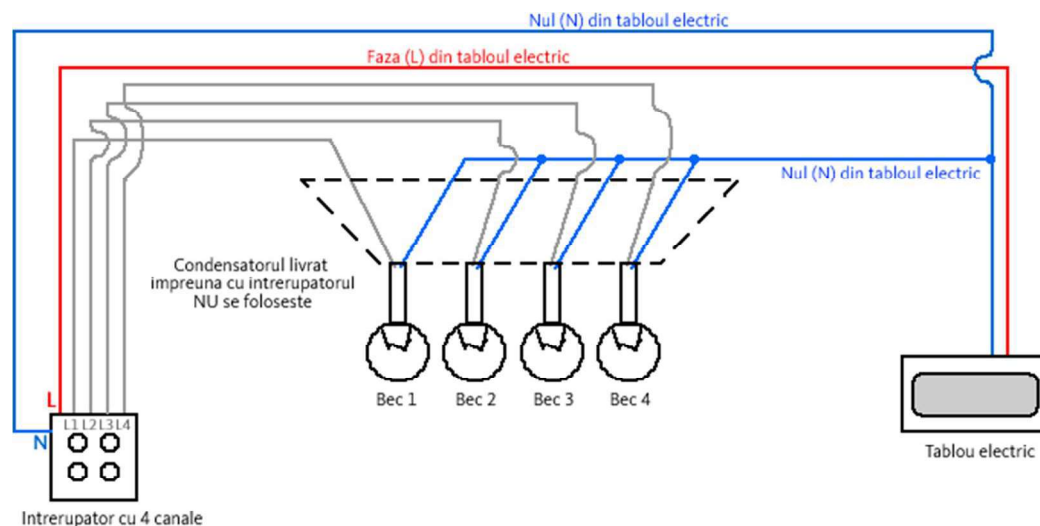 Nul (N) din tabloul electric
Faza (L) din tabloul electric
Nul (N) din tabloul electric
Condensatorul livrat
impreuna cu intrerupatorul
NU se foloseste
Bec 1 Bec 2 Bec 3 Bec 4
L
L1 L2 L3 L4
N
Tablou electric
Intrerupator cu 4 canale